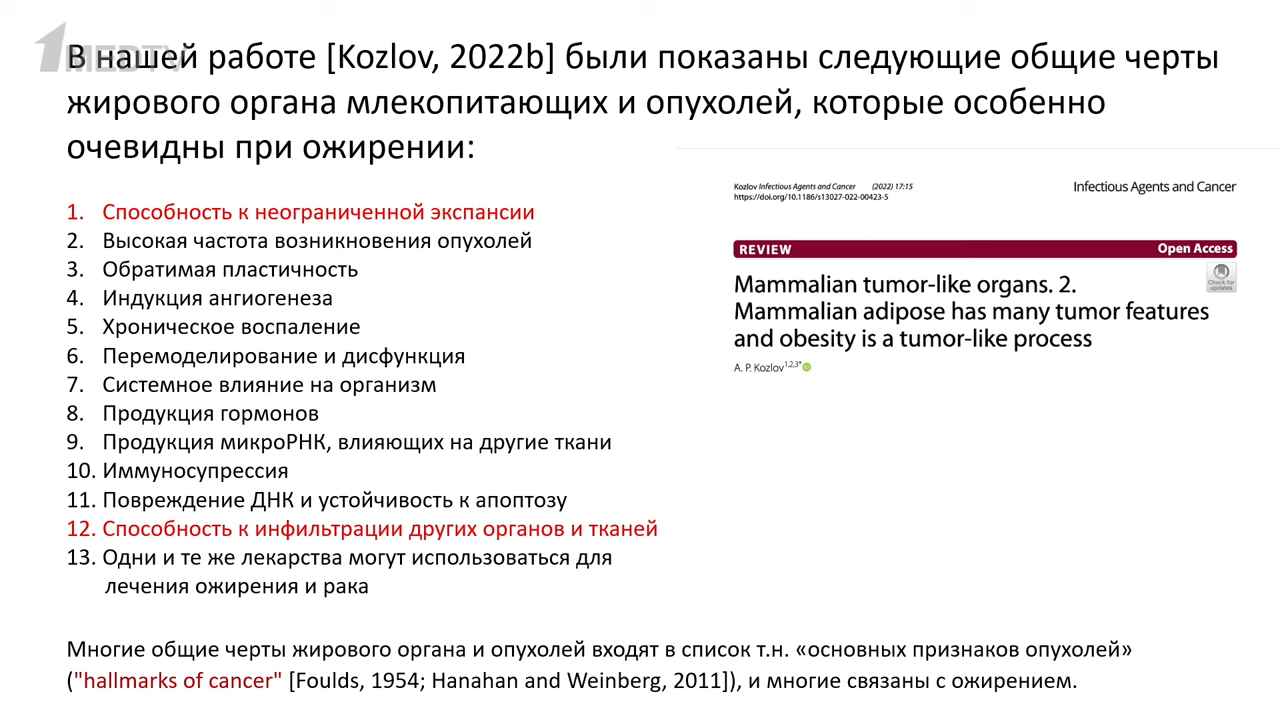 1MEDTV
В нашей работе [Kozlov, 2022b] были показаны следующие общие черты
жирового органа млекопитающих и опухолей, которые особенно
очевидны при ожирении:
1. Способность к неограниченной экспансии
2. Высокая частота возникновения опухолей
3. Обратимая пластичность
4. Индукция ангиогенеза
5. Хроническое воспаление
6. Перемоделирование и дисфункция
7. Системное влияние на организм
8. Продукция гормонов
9. Продукция микроРНК, влияющих на другие ткани
10. Иммуносупрессия
11. Повреждение ДНК и устойчивость к апоптозу
12. Способность к инфильтрации других органов и тканей
13. Одни и те же лекарства могут использоваться для
лечения ожирения и рака
Kozlov Infectious Agents and Cancer (2022) 17:15
https://doi.org/10.1186/s13027-022-00423-5
Infectious Agents and Cancer
REVIEW
Open Access
Check for
updates
Mammalian tumor-like organs. 2.
Mammalian adipose has many tumor features
and obesity is a tumor-like process
A. P. Kozlov1,2,3*
Многие общие черты жирового органа и опухолей входят в список т.н. «основных признаков опухолей»
("hallmarks of cancer" [Foulds, 1954; Hanahan and Weinberg, 2011]), и многие связаны с ожирением.